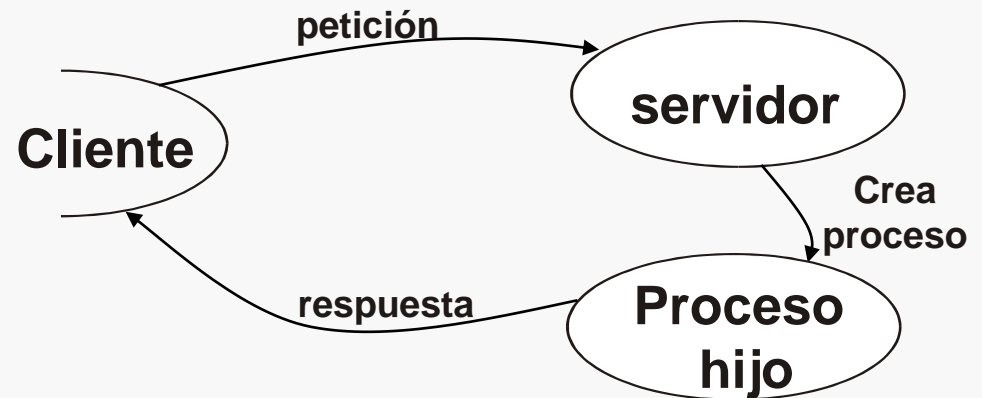 petición
servidor
Cliente
Crea
proceso
respuesta
Proceso
hijo